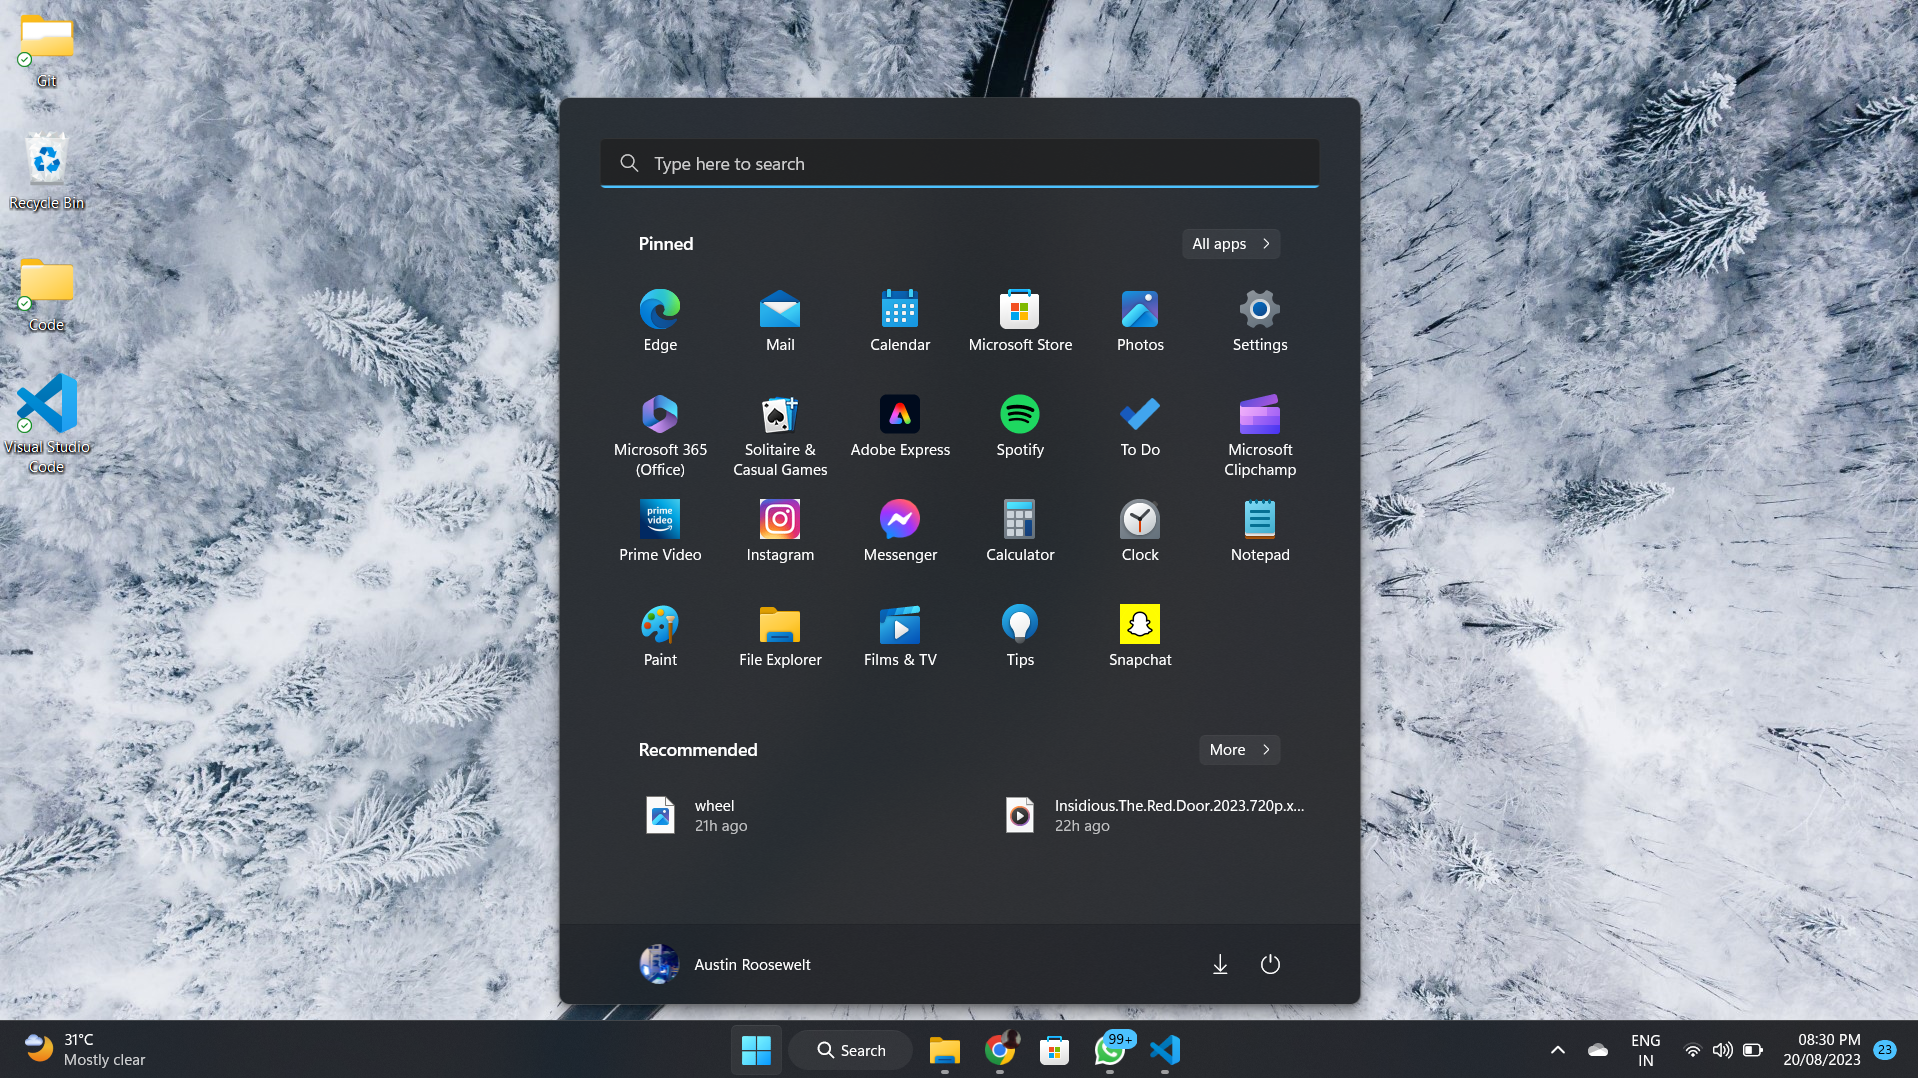 Git
Recycle Bin
Code
Visual Studio
Code
Type here to search
Pinned
All apps
Edge
Mail
Calendar
Microsoft Store
Photos
Settings
Microsoft 365
(Office)
Solitaire &
Casual Games
Adobe Express
Spotify
To Do
Microsoft
Clipchamp
prime
video
Prime Video
Instagram
Messenger
Calculator
Clock
Notepad
Paint
File Explorer
Films & TV
Tips
Snapchat
Recommended
More
wheel
21h ago
Insidious.The.Red.Door.2023.720p.x...
22h ago
Austin Roosewelt
31°C
Mostly clear
Search
99+
ENG
IN
08:30 PM
20/08/2023
23